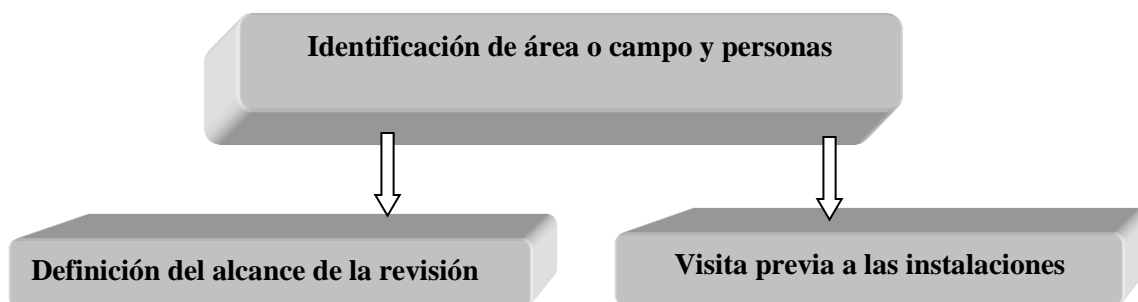 Identificación de área o campo y personas
Definición del alcance de la revisión
Visita previa a las instalaciones